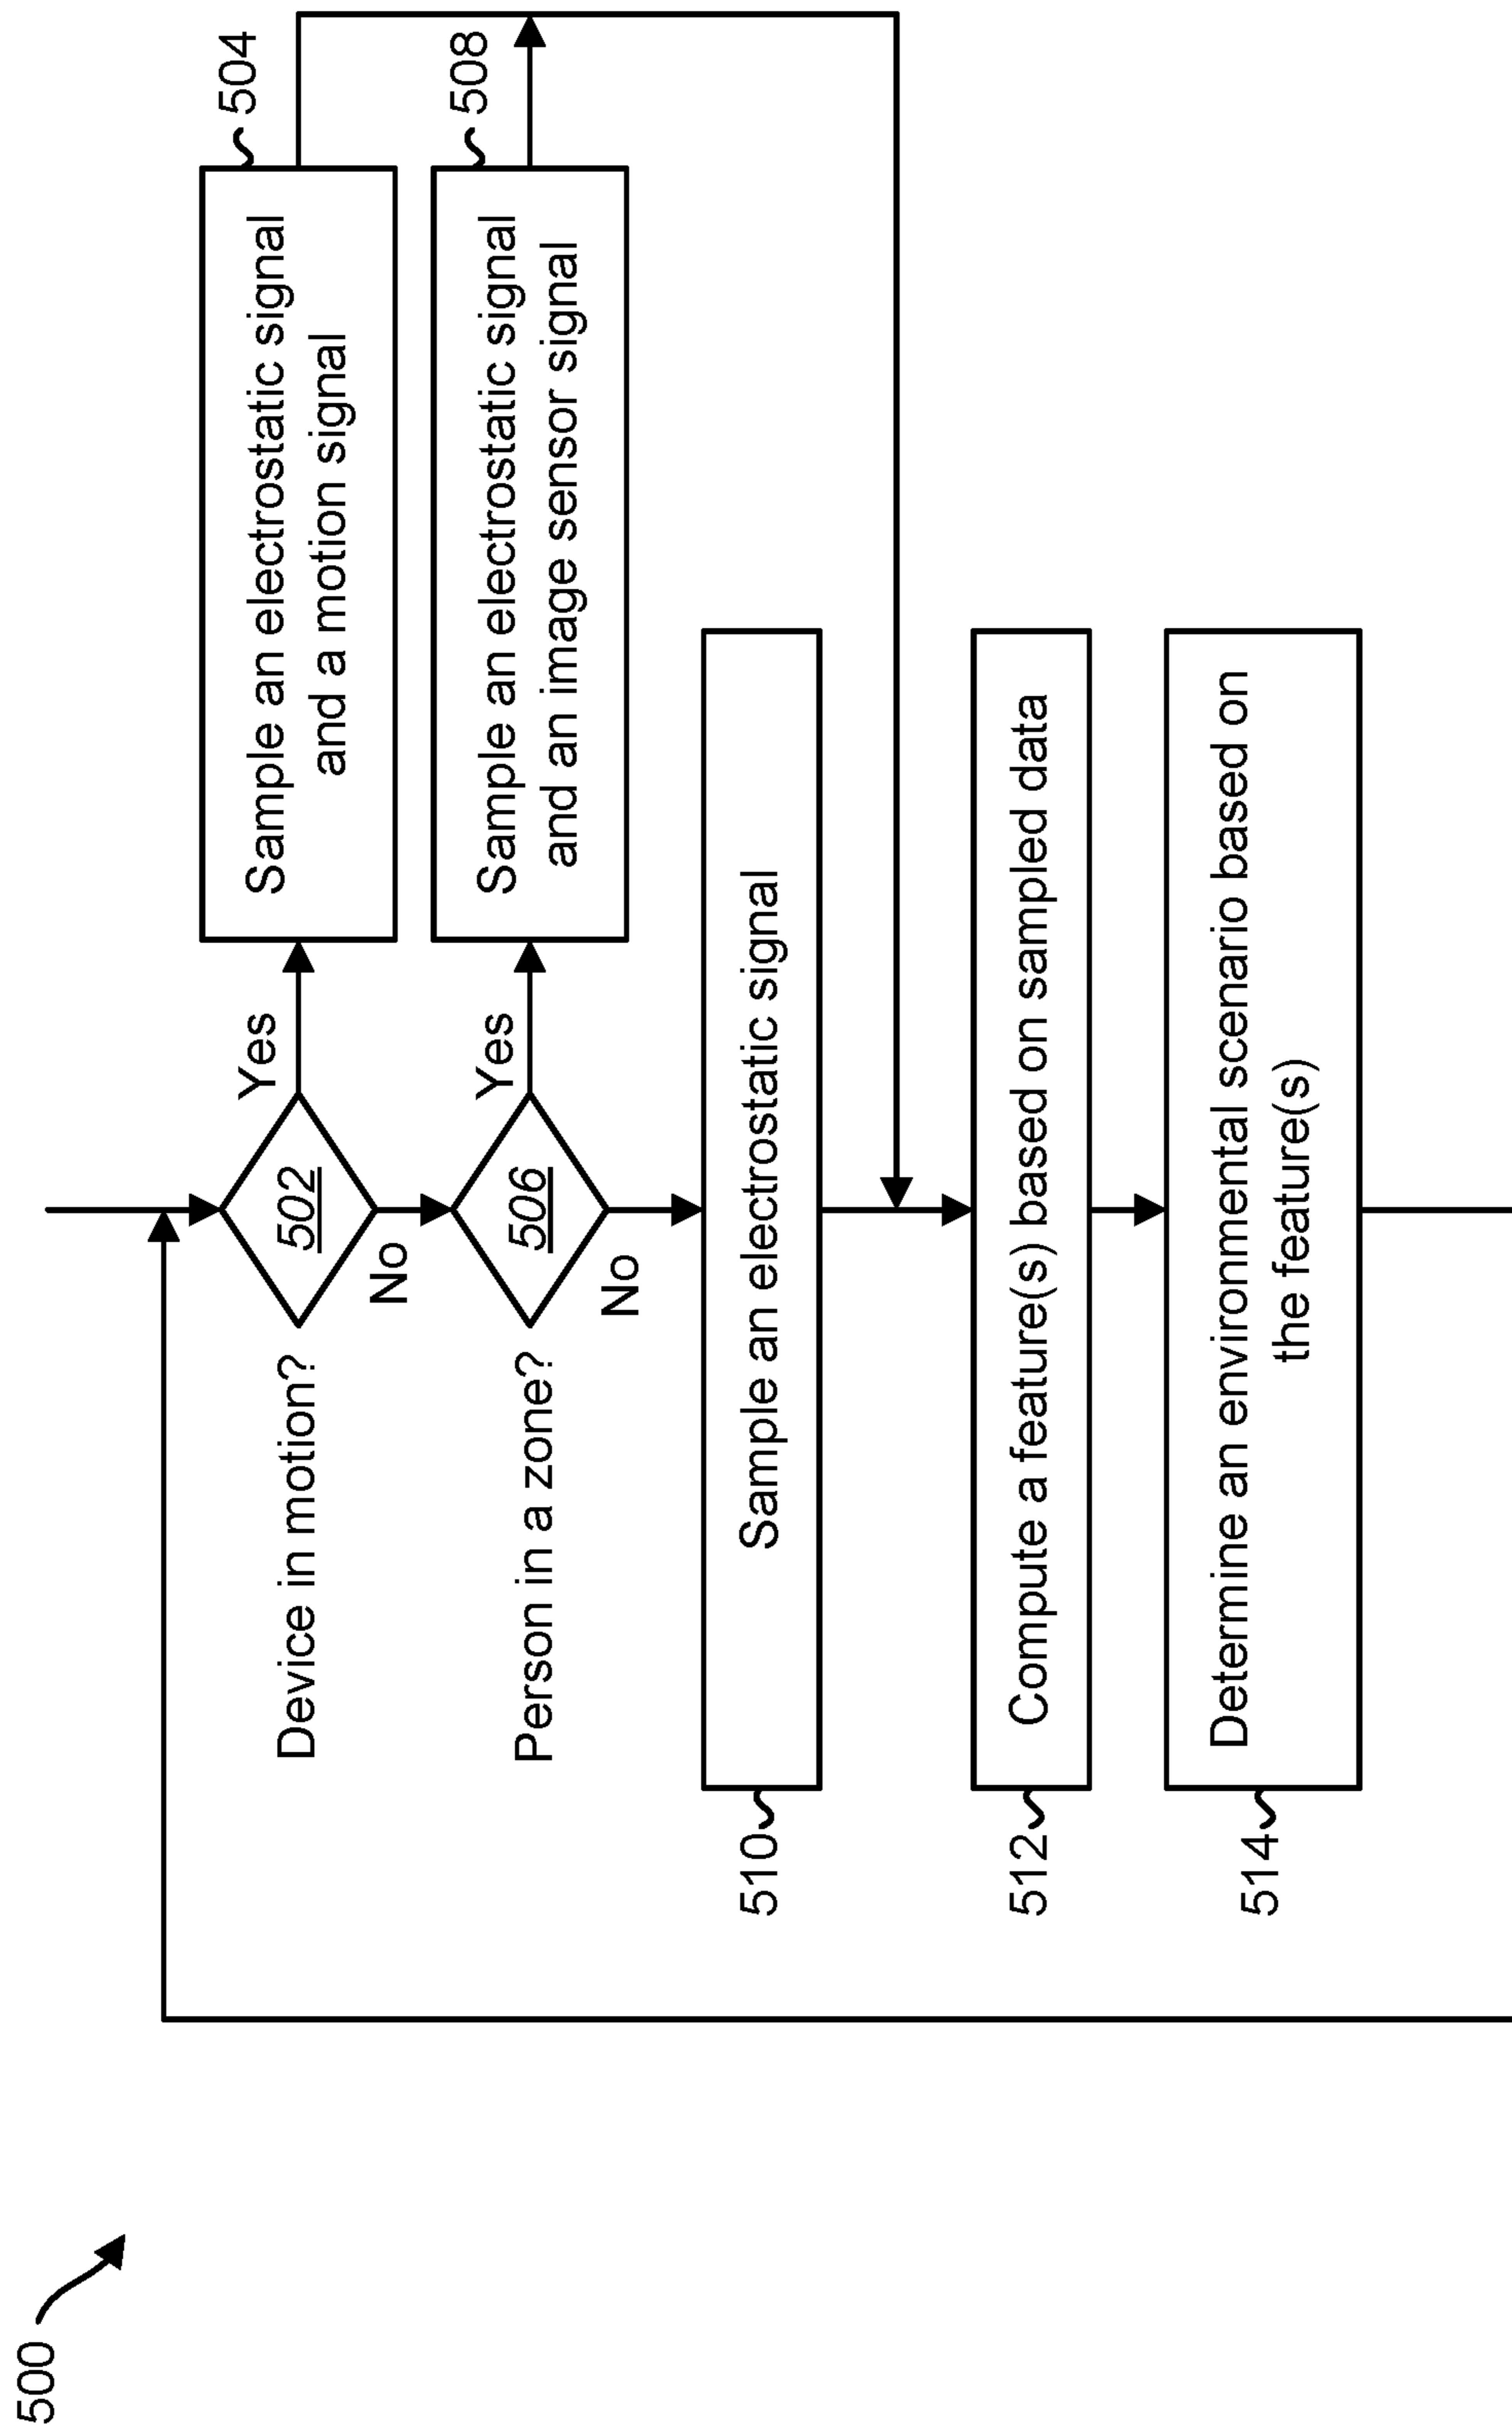 500
Device in motion?
502
Yes
No
Sample an electrostatic signal
and a motion signal
504
Person in a zone?
506
Yes
No
Sample an electrostatic signal
and an image sensor signal
508
510
Sample an electrostatic signal
512
Compute a feature(s) based on sampled data
514
Determine an environmental scenario based on
the feature(s)